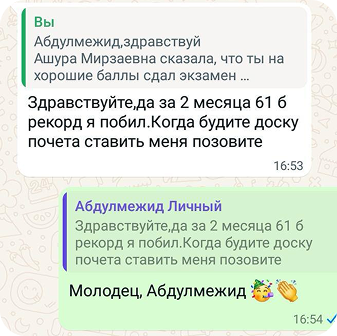 Вы
Абдулмежид,здравствуй
Ашура Мирзаевна сказала, что ты на
хорошие баллы сдал экзамен ...
Здравствуйте,да за 2 месяца 61 б
рекорд я побил.Когда будите доску
почета ставить меня позовите
16:53
Абдулмежид Личный
Здравствуйте,да за 2 месяца 61 б
рекорд я побил.Когда будите доску
почета ставить меня позовите
Молодец, Абдулмежид 🥳👏
16:54